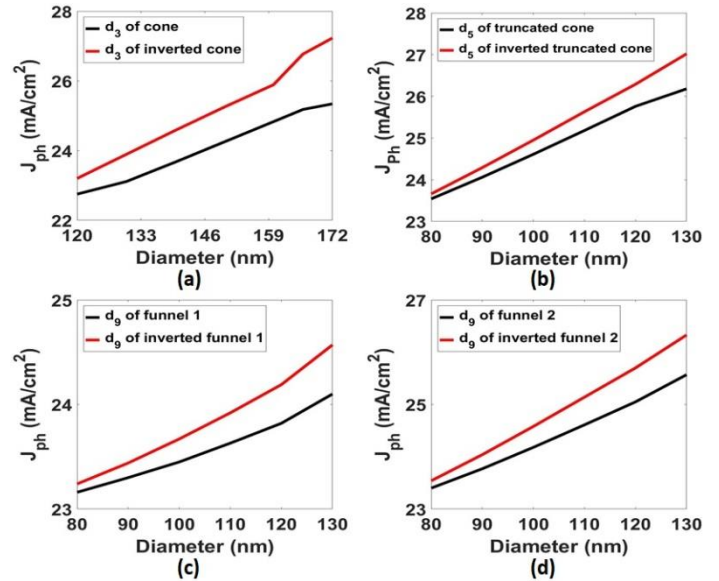 d₃ of cone
d₃ of inverted cone
J_ph (mA/cm²)
28
26
24
22
120 133 146 159 172
Diameter (nm)
(a)
d₅ of truncated cone
d₅ of inverted truncated cone
J_Ph (mA/cm²)
28
27
26
25
24
23
80 90 100 110 120 130
Diameter (nm)
(b)
d₉ of funnel 1
d₉ of inverted funnel 1
J_ph (mA/cm²)
25
24
23
80 90 100 110 120 130
Diameter (nm)
(c)
d₉ of funnel 2
d₉ of inverted funnel 2
J_ph (mA/cm²)
27
26
25
24
23
80 90 100 110 120 130
Diameter (nm)
(d)